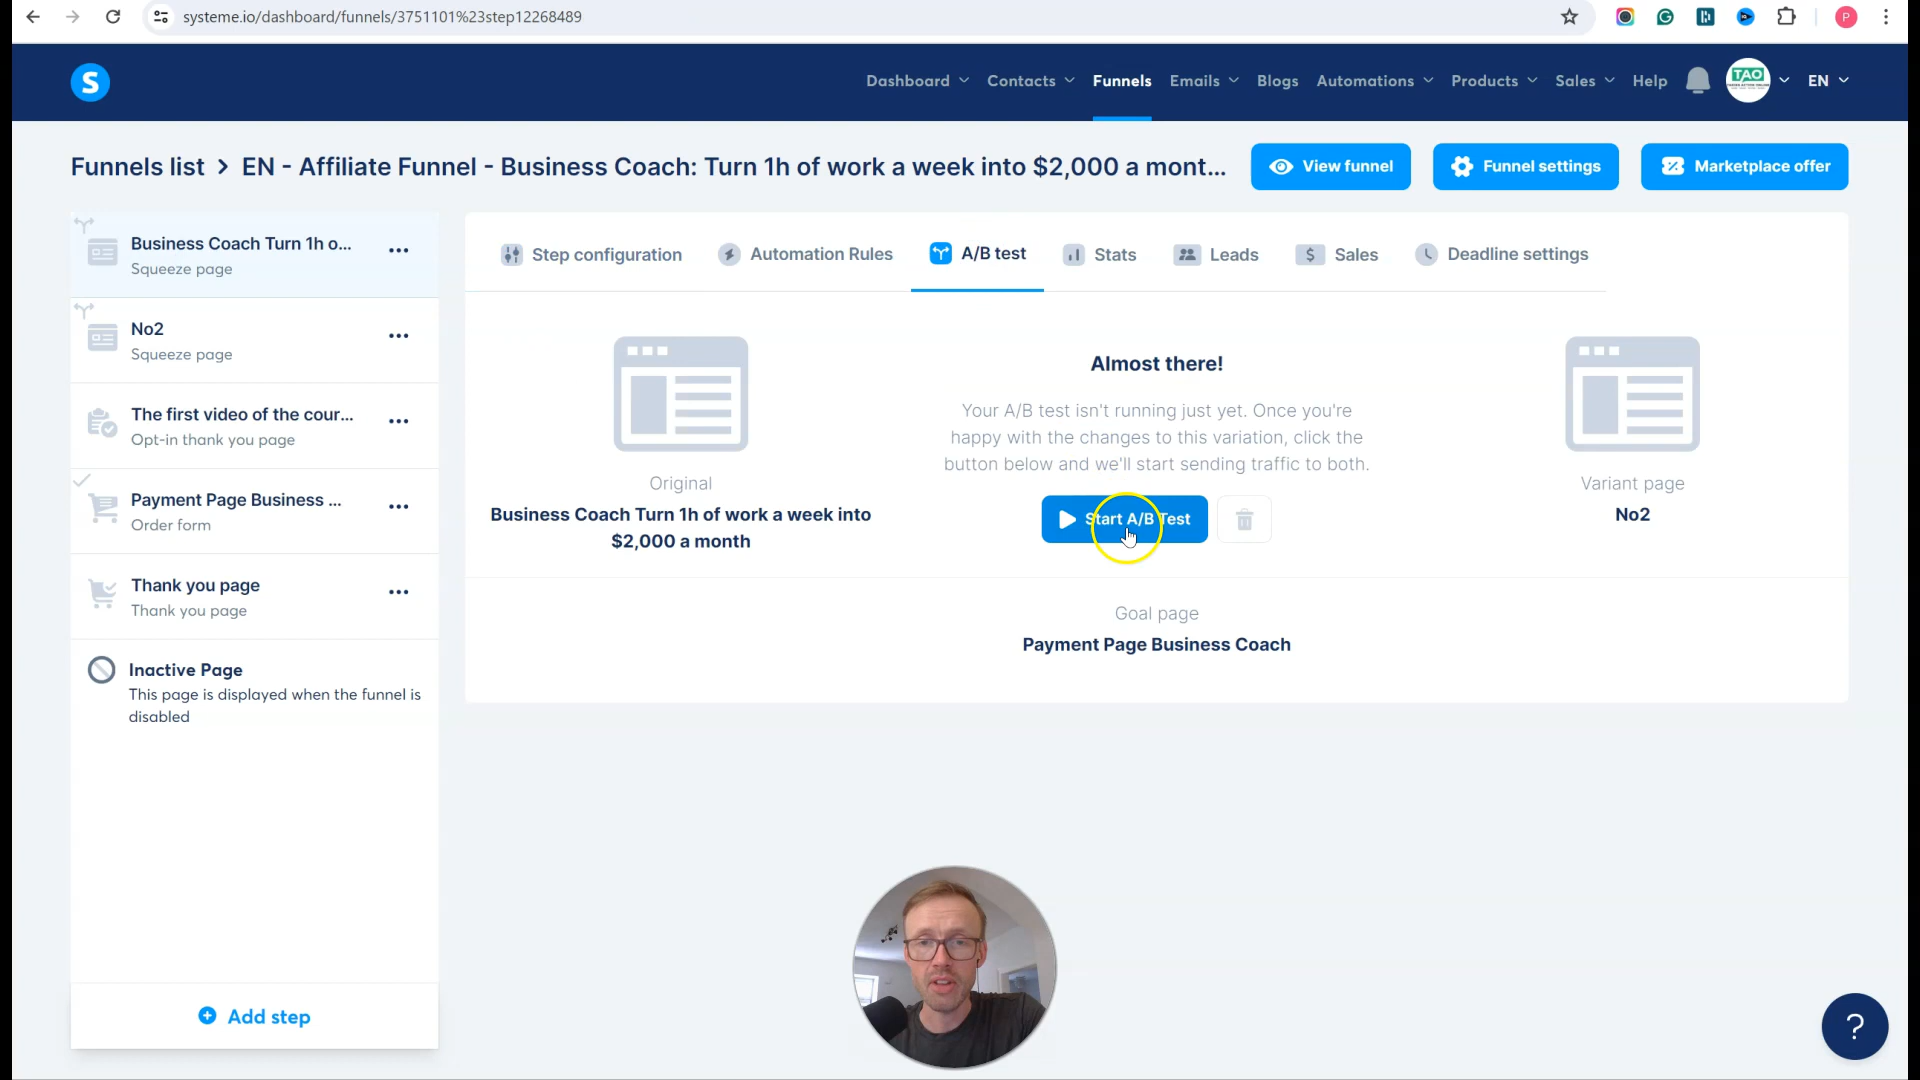 systeme.io/dashboard/funnels/3751101%23step12268489
P
S
Dashboard
Contacts
Funnels
Emails
Blogs
Automations
Products
Sales
Help
TAO
EN
Funnels list > EN - Affiliate Funnel - Business Coach: Turn 1h of work a week into $2,000 a mont...
View funnel
Funnel settings
Marketplace offer
Business Coach Turn 1h o...
Squeeze page
No2
Squeeze page
The first video of the cour...
Opt-in thank you page
Payment Page Business ...
Order form
Thank you page
Thank you page
Inactive Page
This page is displayed when the funnel is
disabled
Add step
Step configuration
Automation Rules
A/B test
Stats
Leads
$ Sales
Deadline settings
Original
Business Coach Turn 1h of work a week into
$2,000 a month
Almost there!
Your A/B test isn't running just yet. Once you're
happy with the changes to this variation, click the
button below and we'll start sending traffic to both.
Start A/B Test
Variant page
No2
Goal page
Payment Page Business Coach
?